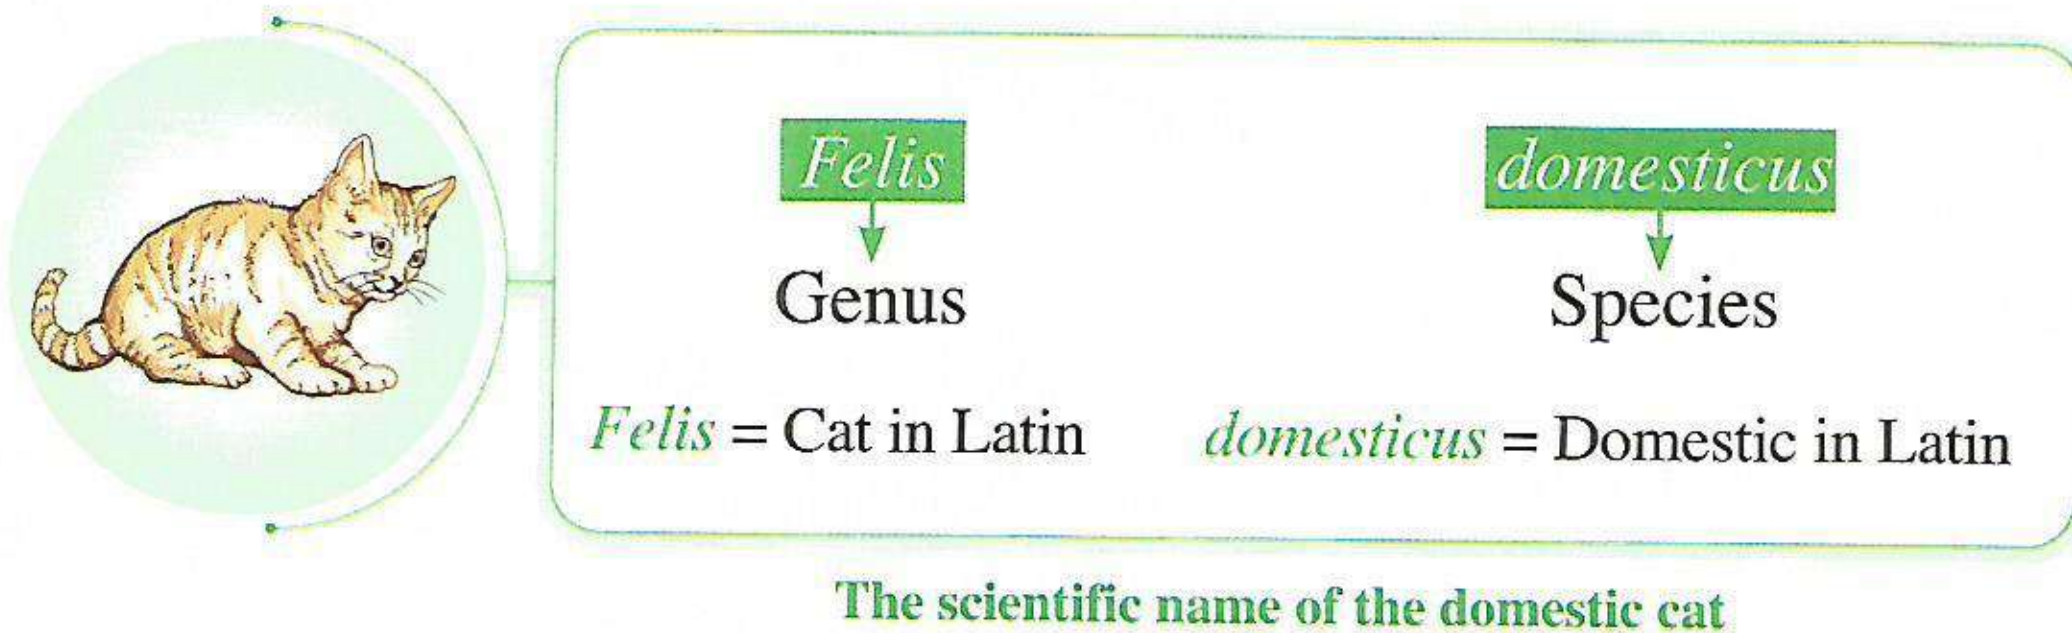 Felis domesticus
Genus Species
Felis = Cat in Latin domesticus = Domestic in Latin
The scientific name of the domestic cat